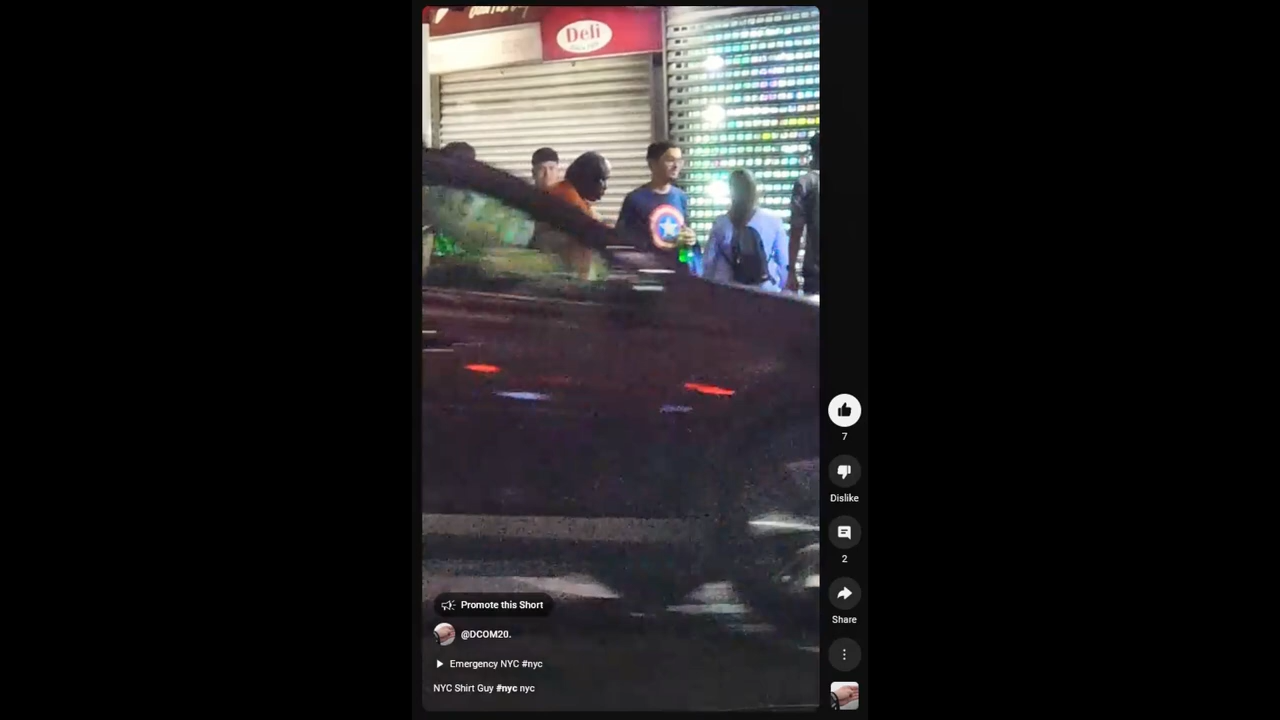 Deli
Promote this Short
@DCOM20.
Emergency NYC #nyc
NYC Shirt Guy #nyc nyc
7
Dislike
2
Share